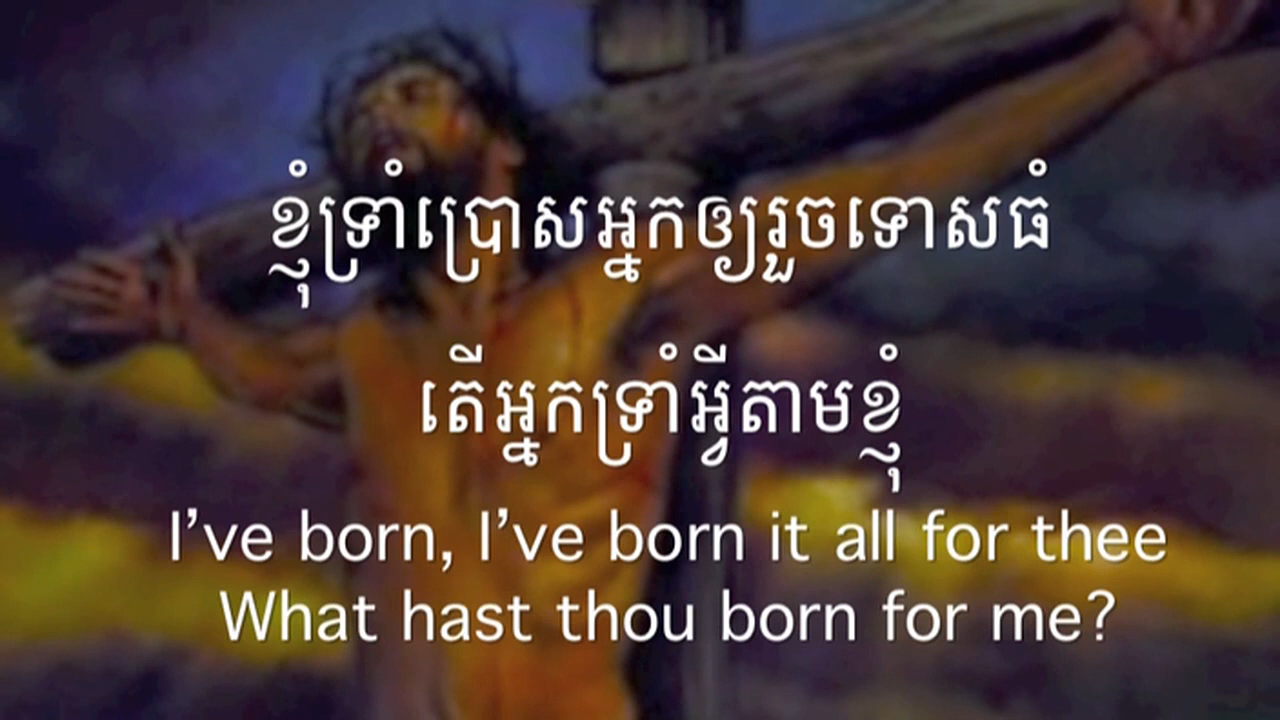 ខ្ញុំទ្រាំប្រោសអ្នកឲ្យរួចទោសធំ
តើអ្នកទ្រាំអ្វីតាមខ្ញុំ
I’ve born, I’ve born it all for thee
What hast thou born for me?